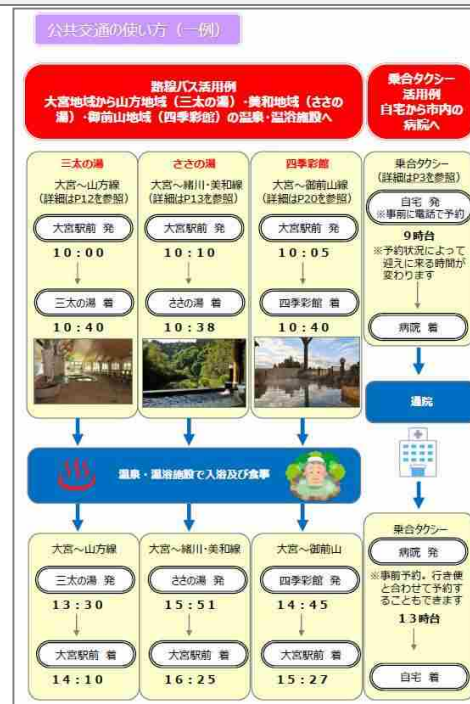 公共交通の使い方（一例）
路線バス活用例
大宮地域から山方地域（三太の湯）・美和地域（ささの
湯）・御前山地域（四季彩館）の温泉・温浴施設へ
乗合タクシー
活用例
自宅から市内の
病院へ
三太の湯
大宮～山方線
(詳細はP12を参照)
大宮駅前 発
10:00
三太の湯 着
10:40
ささの湯
大宮～緒川・美和線
(詳細はP13を参照)
大宮駅前 発
10:10
ささの湯 着
10:38
四季彩館
大宮～御前山線
(詳細はP20を参照)
大宮駅前 発
10:05
四季彩館 着
10:40
乗合タクシー
(詳細はP3を参照)
自宅 発
※事前に電話で予約
9時台
※予約状況によって
迎えに来る時間が
変わります
病院 着
温泉・温浴施設で入浴及び食事
通院
大宮～山方線
三太の湯 発
13:30
大宮駅前 着
14:10
大宮～緒川・美和線
ささの湯 発
15:51
大宮駅前 着
16:25
大宮～御前山
四季彩館 発
14:45
大宮駅前 着
15:27
乗合タクシー
病院 発
※事前予約。行き便
と合わせて予約す
ることもできます
13時台
自宅 着